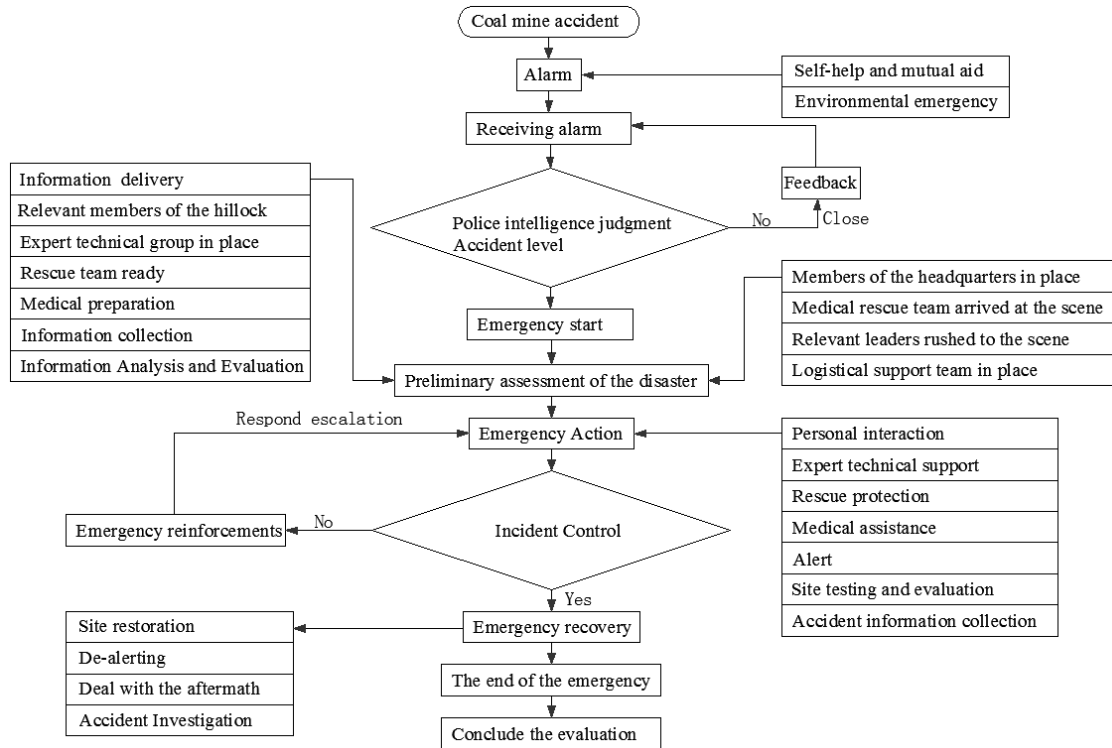 Coal mine accident
Alarm
Self-help and mutual aid
Environmental emergency
Receiving alarm
Feedback
Information delivery
Relevant members of the hillock
Expert technical group in place
Rescue team ready
Medical preparation
Information collection
Information Analysis and Evaluation
Police intelligence judgment
Accident level
No
Close
Members of the headquarters in place
Medical rescue team arrived at the scene
Relevant leaders rushed to the scene
Logistical support team in place
Emergency start
Preliminary assessment of the disaster
Respond escalation
Emergency Action
Personal interaction
Expert technical support
Rescue protection
Medical assistance
Alert
Site testing and evaluation
Accident information collection
Emergency reinforcements
No
Incident Control
Yes
Emergency recovery
Site restoration
De-alerting
Deal with the aftermath
Accident Investigation
The end of the emergency
Conclude the evaluation